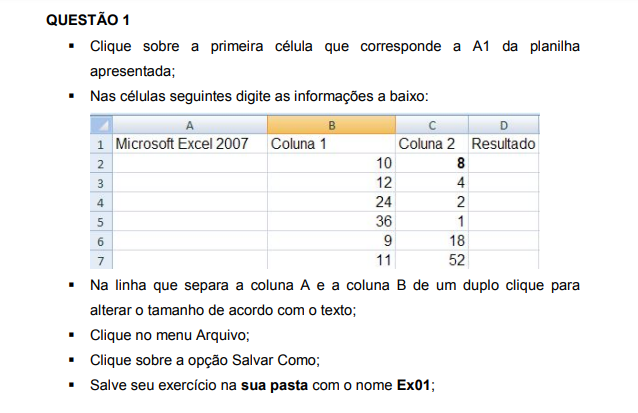 QUESTÃO 1
▪ Clique sobre a primeira célula que corresponde a A1 da planilha
apresentada;
▪ Nas células seguintes digite as informações a baixo:
A B C D
1 Microsoft Excel 2007 Coluna 1 Coluna 2 Resultado
2 10 8
3 12 4
4 24 2
5 36 1
6 9 18
7 11 52
▪ Na linha que separa a coluna A e a coluna B de um duplo clique para
alterar o tamanho de acordo com o texto;
▪ Clique no menu Arquivo;
▪ Clique sobre a opção Salvar Como;
▪ Salve seu exercício na sua pasta com o nome Ex01;